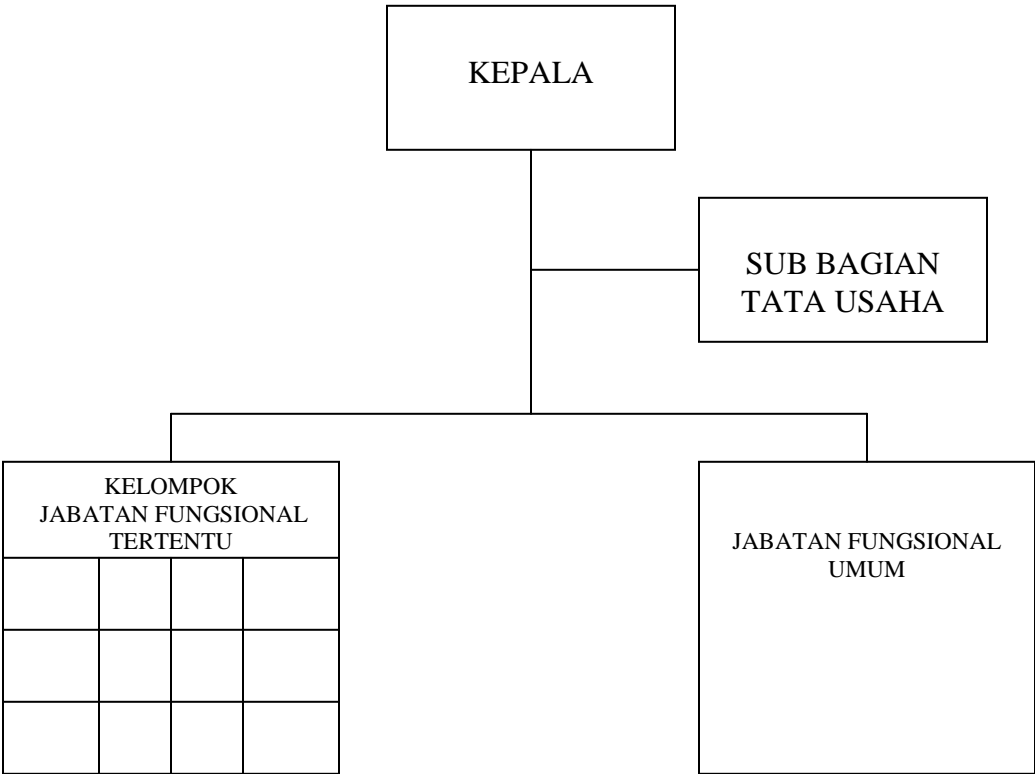 KEPALA
SUB BAGIAN
TATA USAHA
KELOMPOK
JABATAN FUNGSIONAL
TERTENTU
JABATAN FUNGSIONAL
UMUM